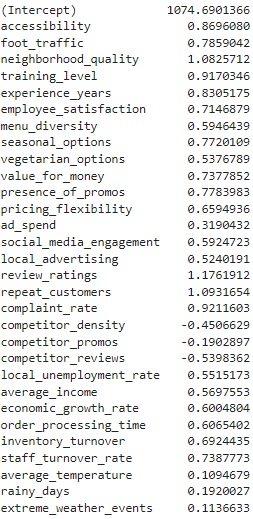 (Intercept) 1074.6901366
accessibility 0.8696080
foot_traffic 0.7859042
neighborhood_quality 1.0825712
training_level 0.9170346
experience_years 0.8305175
employee_satisfaction 0.7146879
menu_diversity 0.5946439
seasonal_options 0.7720109
vegetarian_options 0.5376789
value_for_money 0.7377852
presence_of_promos 0.7783983
pricing_flexibility 0.6594936
ad_spend 0.3190432
social_media_engagement 0.5924723
local_advertising 0.5240191
review_ratings 1.1761912
repeat_customers 1.0931654
complaint_rate 0.9211603
competitor_density -0.4506629
competitor_promos -0.1902897
competitor_reviews -0.5398362
local_unemployment_rate 0.5515173
average_income 0.5697553
economic_growth_rate 0.6004804
order_processing_time 0.6065402
inventory_turnover 0.6924435
staff_turnover_rate 0.7387773
average_temperature 0.1094679
rainy_days 0.1920027
extreme_weather_events 0.1136633